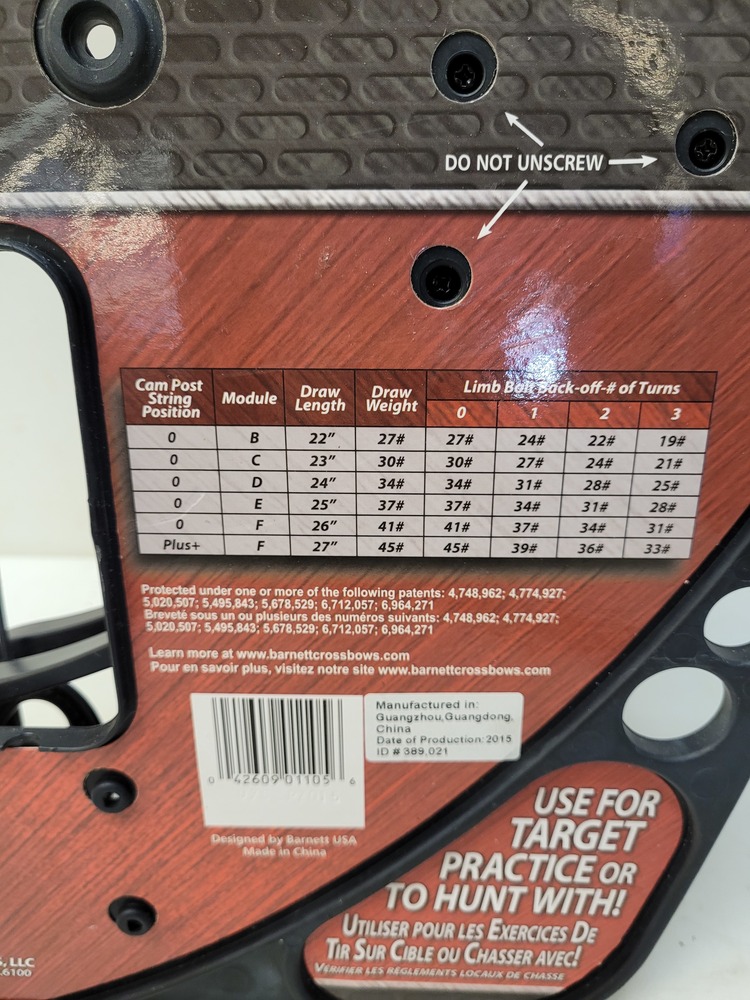 DO NOT UNSCREW
Cam Post String Position Module Draw Length Draw Weight Limb Bolt Back-off-# of Turns
0 1 2 3
0 B 22" 27# 27# 24# 22# 19#
0 C 23" 30# 30# 27# 24# 21#
0 D 24" 34# 34# 31# 28# 25#
0 E 25" 37# 37# 34# 31# 28#
0 F 26" 41# 41# 37# 34# 31#
Plus+ F 27" 45# 45# 39# 36# 33#
Protected under one or more of the following patents: 4,748,962; 4,774,927;
5,020,507; 5,495,843; 5,678,529; 6,712,057; 6,964,271
Breveté sous un ou plusieurs des numéros suivants: 4,748,962; 4,774,927;
5,020,507; 5,495,843; 5,678,529; 6,712,057; 6,964,271
Learn more at www.barnettcrossbows.com
Pour en savoir plus, visitez notre site www.barnettcrossbows.com
0 42609 01105 6
Manufactured in:
Guangzhou,Guangdong,
China
Date of Production:2015
ID # 389,021
Designed by Barnett USA
Made in China
USE FOR
TARGET
PRACTICE OR
TO HUNT WITH!
UTILISER POUR LES EXERCICES DE
TIR SUR CIBLE OU CHASSER AVEC!
VÉRIFIER LES RÈGLEMENTS LOCAUX DE CHASSE
LLC
.6100